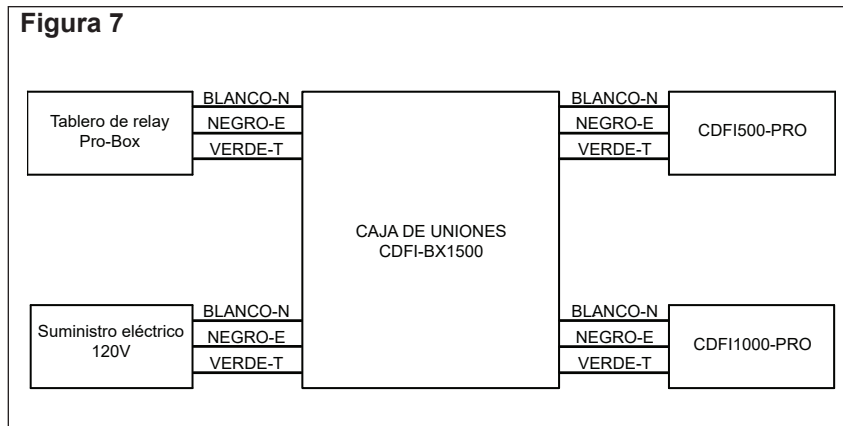 Figura 7
Tablero de relay
Pro-Box
BLANCO-N
NEGRO-E
VERDE-T
CAJA DE UNIONES
CDFI-BX1500
BLANCO-N
NEGRO-E
VERDE-T
CDFI500-PRO
Suministro eléctrico
120V
BLANCO-N
NEGRO-E
VERDE-T
BLANCO-N
NEGRO-E
VERDE-T
CDFI1000-PRO